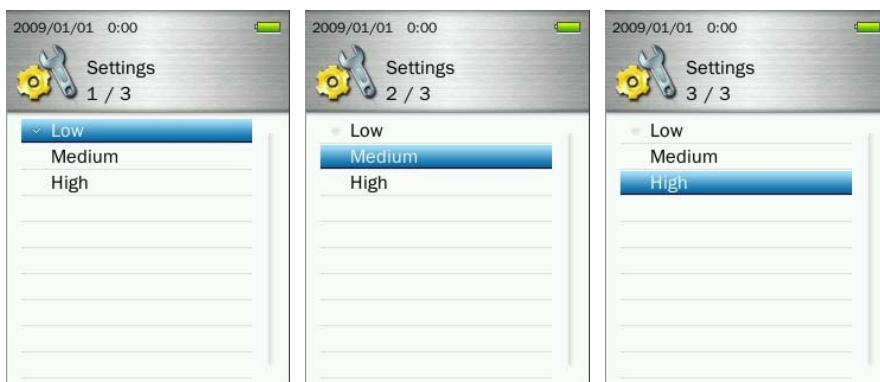 2009/01/01 0:00
Settings
1 / 3
Low
Medium
High
2009/01/01 0:00
Settings
2 / 3
Low
Medium
High
2009/01/01 0:00
Settings
3 / 3
Low
Medium
High